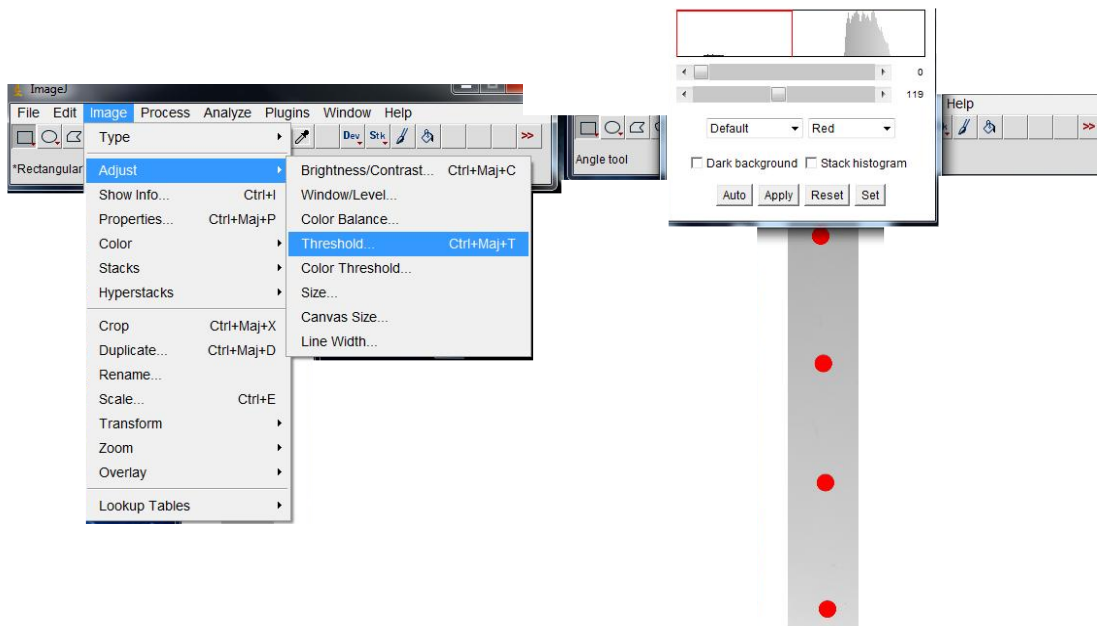 ImageJ
File Edit Image Process Analyze Plugins Window Help
Dev Stk >>
*Rectangular
Type
Adjust
Show Info... Ctrl+I
Properties... Ctrl+Maj+P
Color
Stacks
Hyperstacks
Crop Ctrl+Maj+X
Duplicate... Ctrl+Maj+D
Rename...
Scale... Ctrl+E
Transform
Zoom
Overlay
Lookup Tables
Brightness/Contrast... Ctrl+Maj+C
Window/Level...
Color Balance...
Threshold... Ctrl+Maj+T
Color Threshold...
Size...
Canvas Size...
Line Width...
0
119
Default Red
Dark background Stack histogram
Auto Apply Reset Set
Help
>>
Angle tool